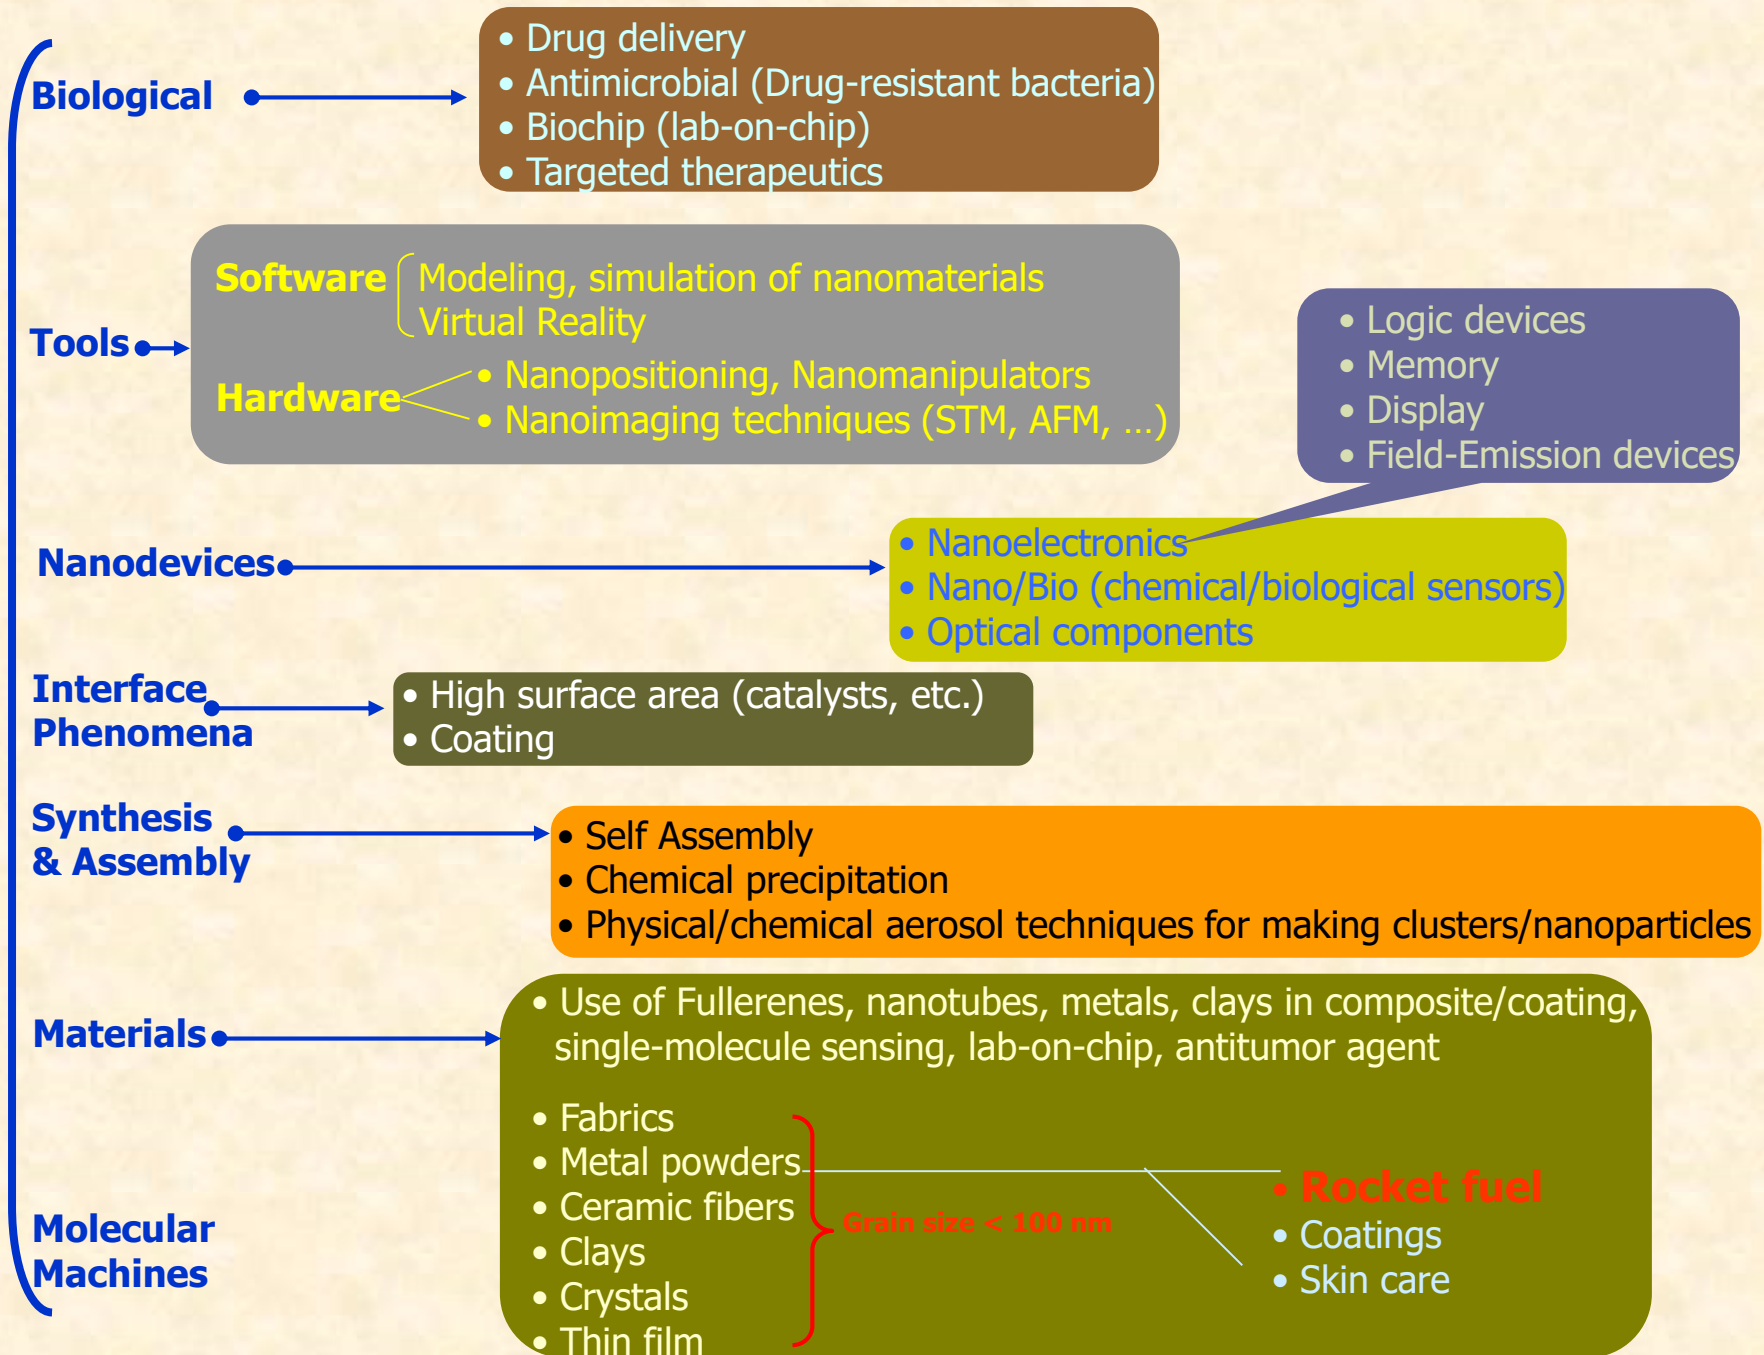 Biological
• Drug delivery
• Antimicrobial (Drug-resistant bacteria)
• Biochip (lab-on-chip)
• Targeted therapeutics
Tools
Software
Modeling, simulation of nanomaterials
Virtual Reality
Hardware
• Nanopositioning, Nanomanipulators
• Nanoimaging techniques (STM, AFM, …)
• Logic devices
• Memory
• Display
• Field-Emission devices
Nanodevices
• Nanoelectronics
• Nano/Bio (chemical/biological sensors)
• Optical components
Interface
Phenomena
• High surface area (catalysts, etc.)
• Coating
Synthesis
& Assembly
• Self Assembly
• Chemical precipitation
• Physical/chemical aerosol techniques for making clusters/nanoparticles
Materials
• Use of Fullerenes, nanotubes, metals, clays in composite/coating,
single-molecule sensing, lab-on-chip, antitumor agent
• Fabrics
• Metal powders
• Ceramic fibers
• Clays
• Crystals
• Thin film
Grain size < 100 nm
• Rocket fuel
• Coatings
• Skin care
Molecular
Machines